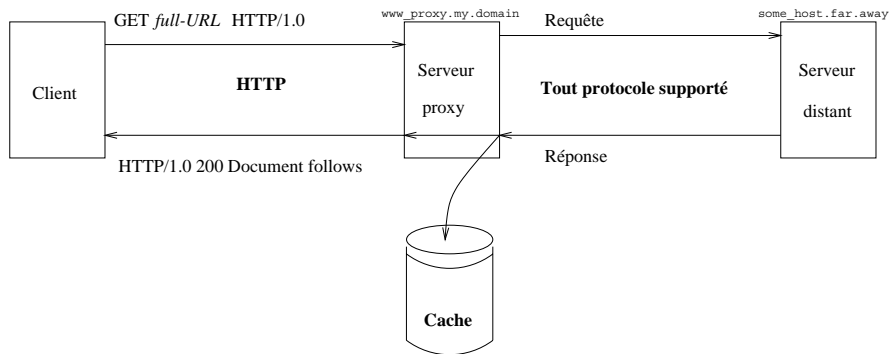 www_proxy.my.domain
some_host.far.away
GET full-URL HTTP/1.0
Requête
Client
HTTP
Serveur
proxy
Tout protocole supporté
Serveur
distant
HTTP/1.0 200 Document follows
Réponse
Cache